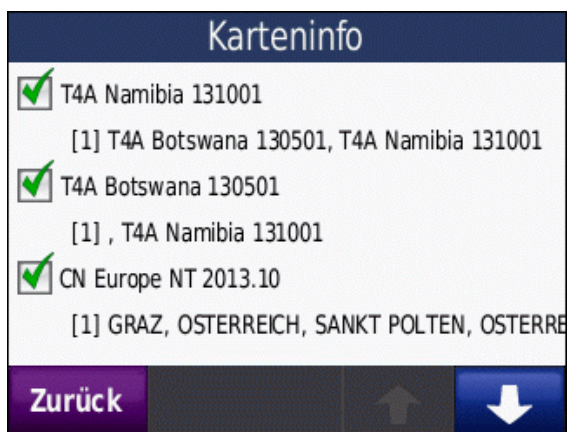 Karteninfo
T4A Namibia 131001
[1] T4A Botswana 130501, T4A Namibia 131001
T4A Botswana 130501
[1] , T4A Namibia 131001
CN Europe NT 2013.10
[1] GRAZ, OSTERREICH, SANKT POLTEN, OSTERRE
Zurück